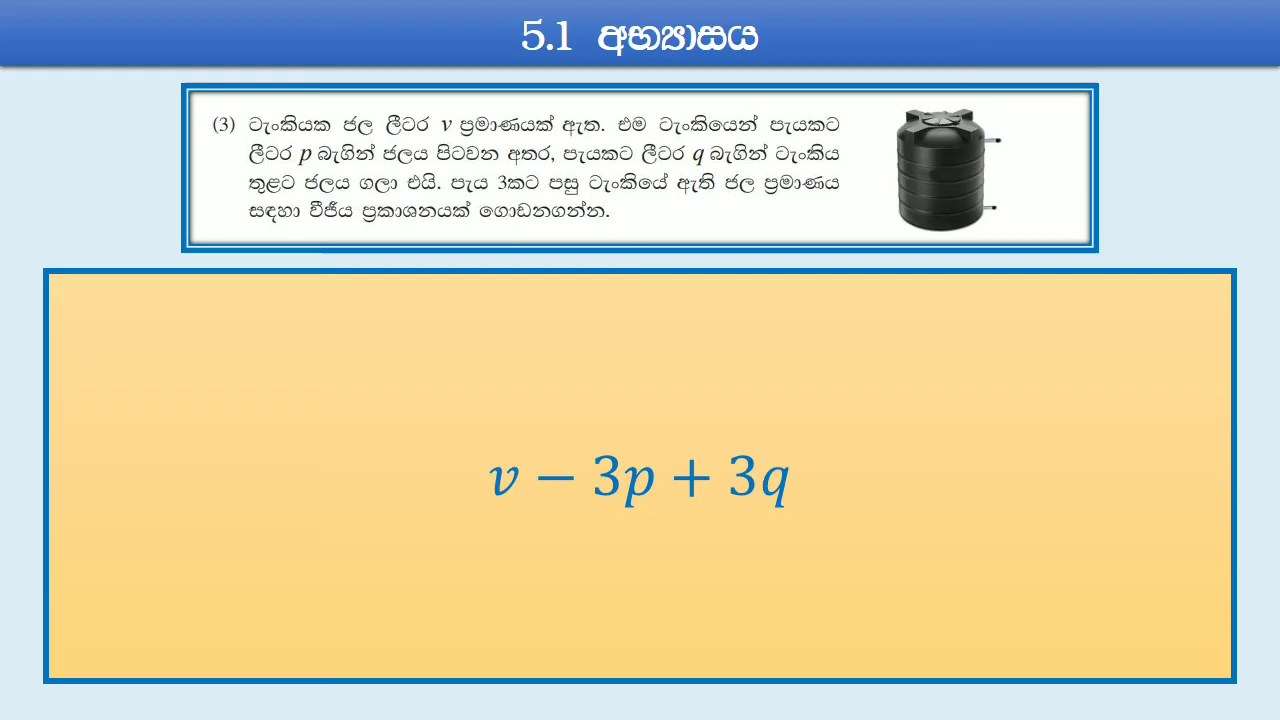 5.1 අභ්‍යාසය
(3) ටැංකියක ජල ලීටර v ප්‍රමාණයක් ඇත. එම ටැංකියෙන් පැයකට
ලීටර p බැගින් ජලය පිටවන අතර, පැයකට ලීටර q බැගින් ටැංකිය
තුළට ජලය ගලා එයි. පැය 3කට පසු ටැංකියේ ඇති ජල ප්‍රමාණය
සඳහා වීජීය ප්‍රකාශනයක් ගොඩනගන්න.
v − 3p + 3q